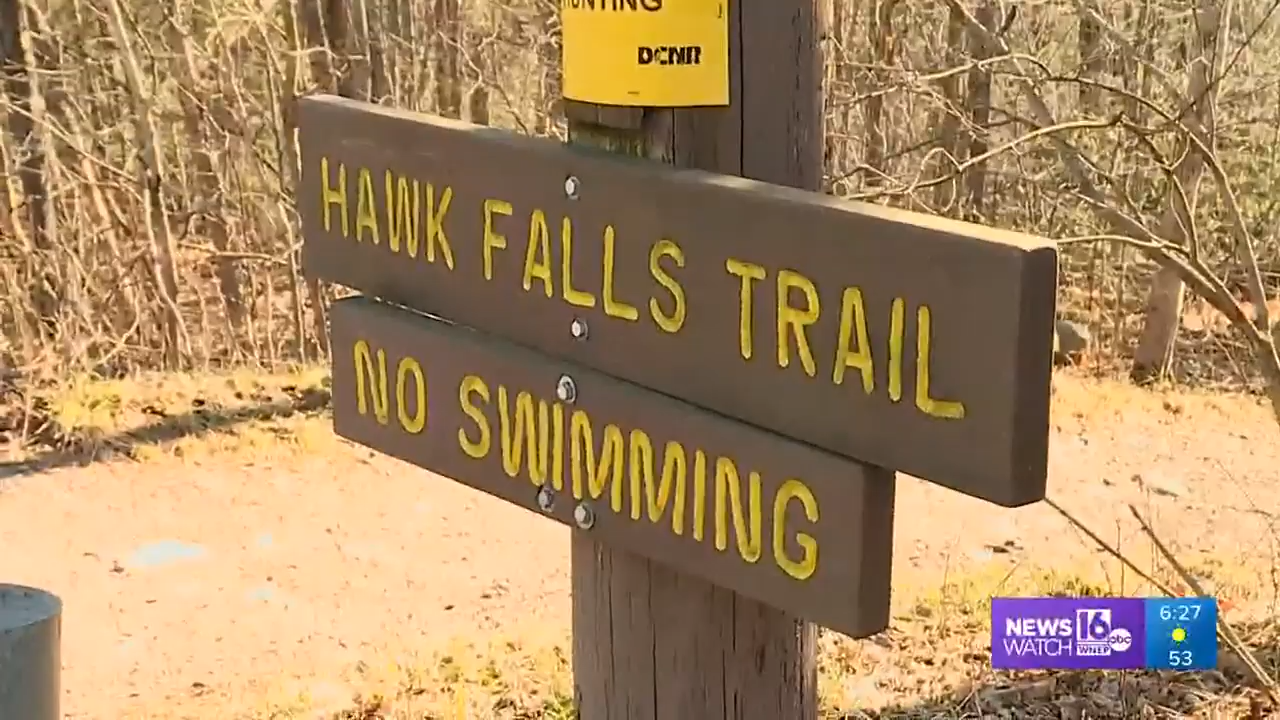 HUNTING
DCNR
HAWK FALLS TRAIL
NO SWIMMING
NEWS 16 abc
WATCH WNEP
6:27
53